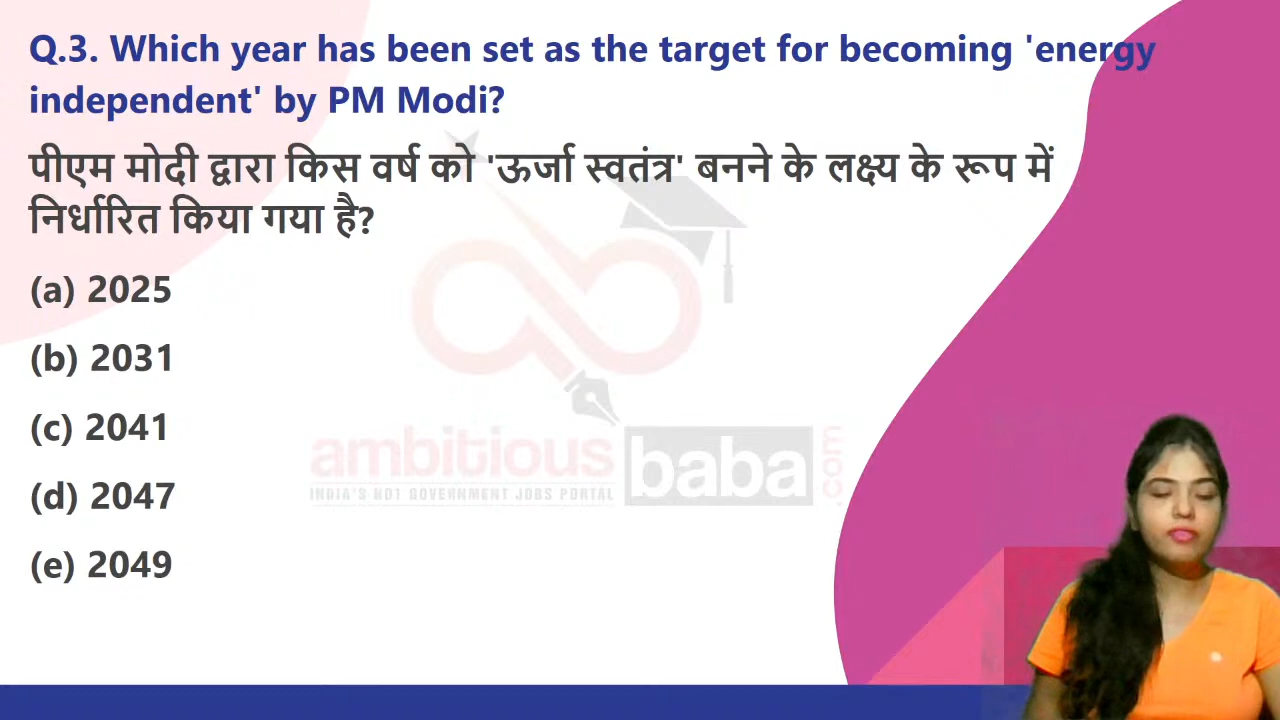 Q.3. Which year has been set as the target for becoming 'energy
independent' by PM Modi?
पीएम मोदी द्वारा किस वर्ष को 'ऊर्जा स्वतंत्र' बनने के लक्ष्य के रूप में
निर्धारित किया गया है?
(a) 2025
(b) 2031
(c) 2041
ambitious baba .com
INDIA'S NO1 GOVERNMENT JOBS PORTAL
(d) 2047
(e) 2049